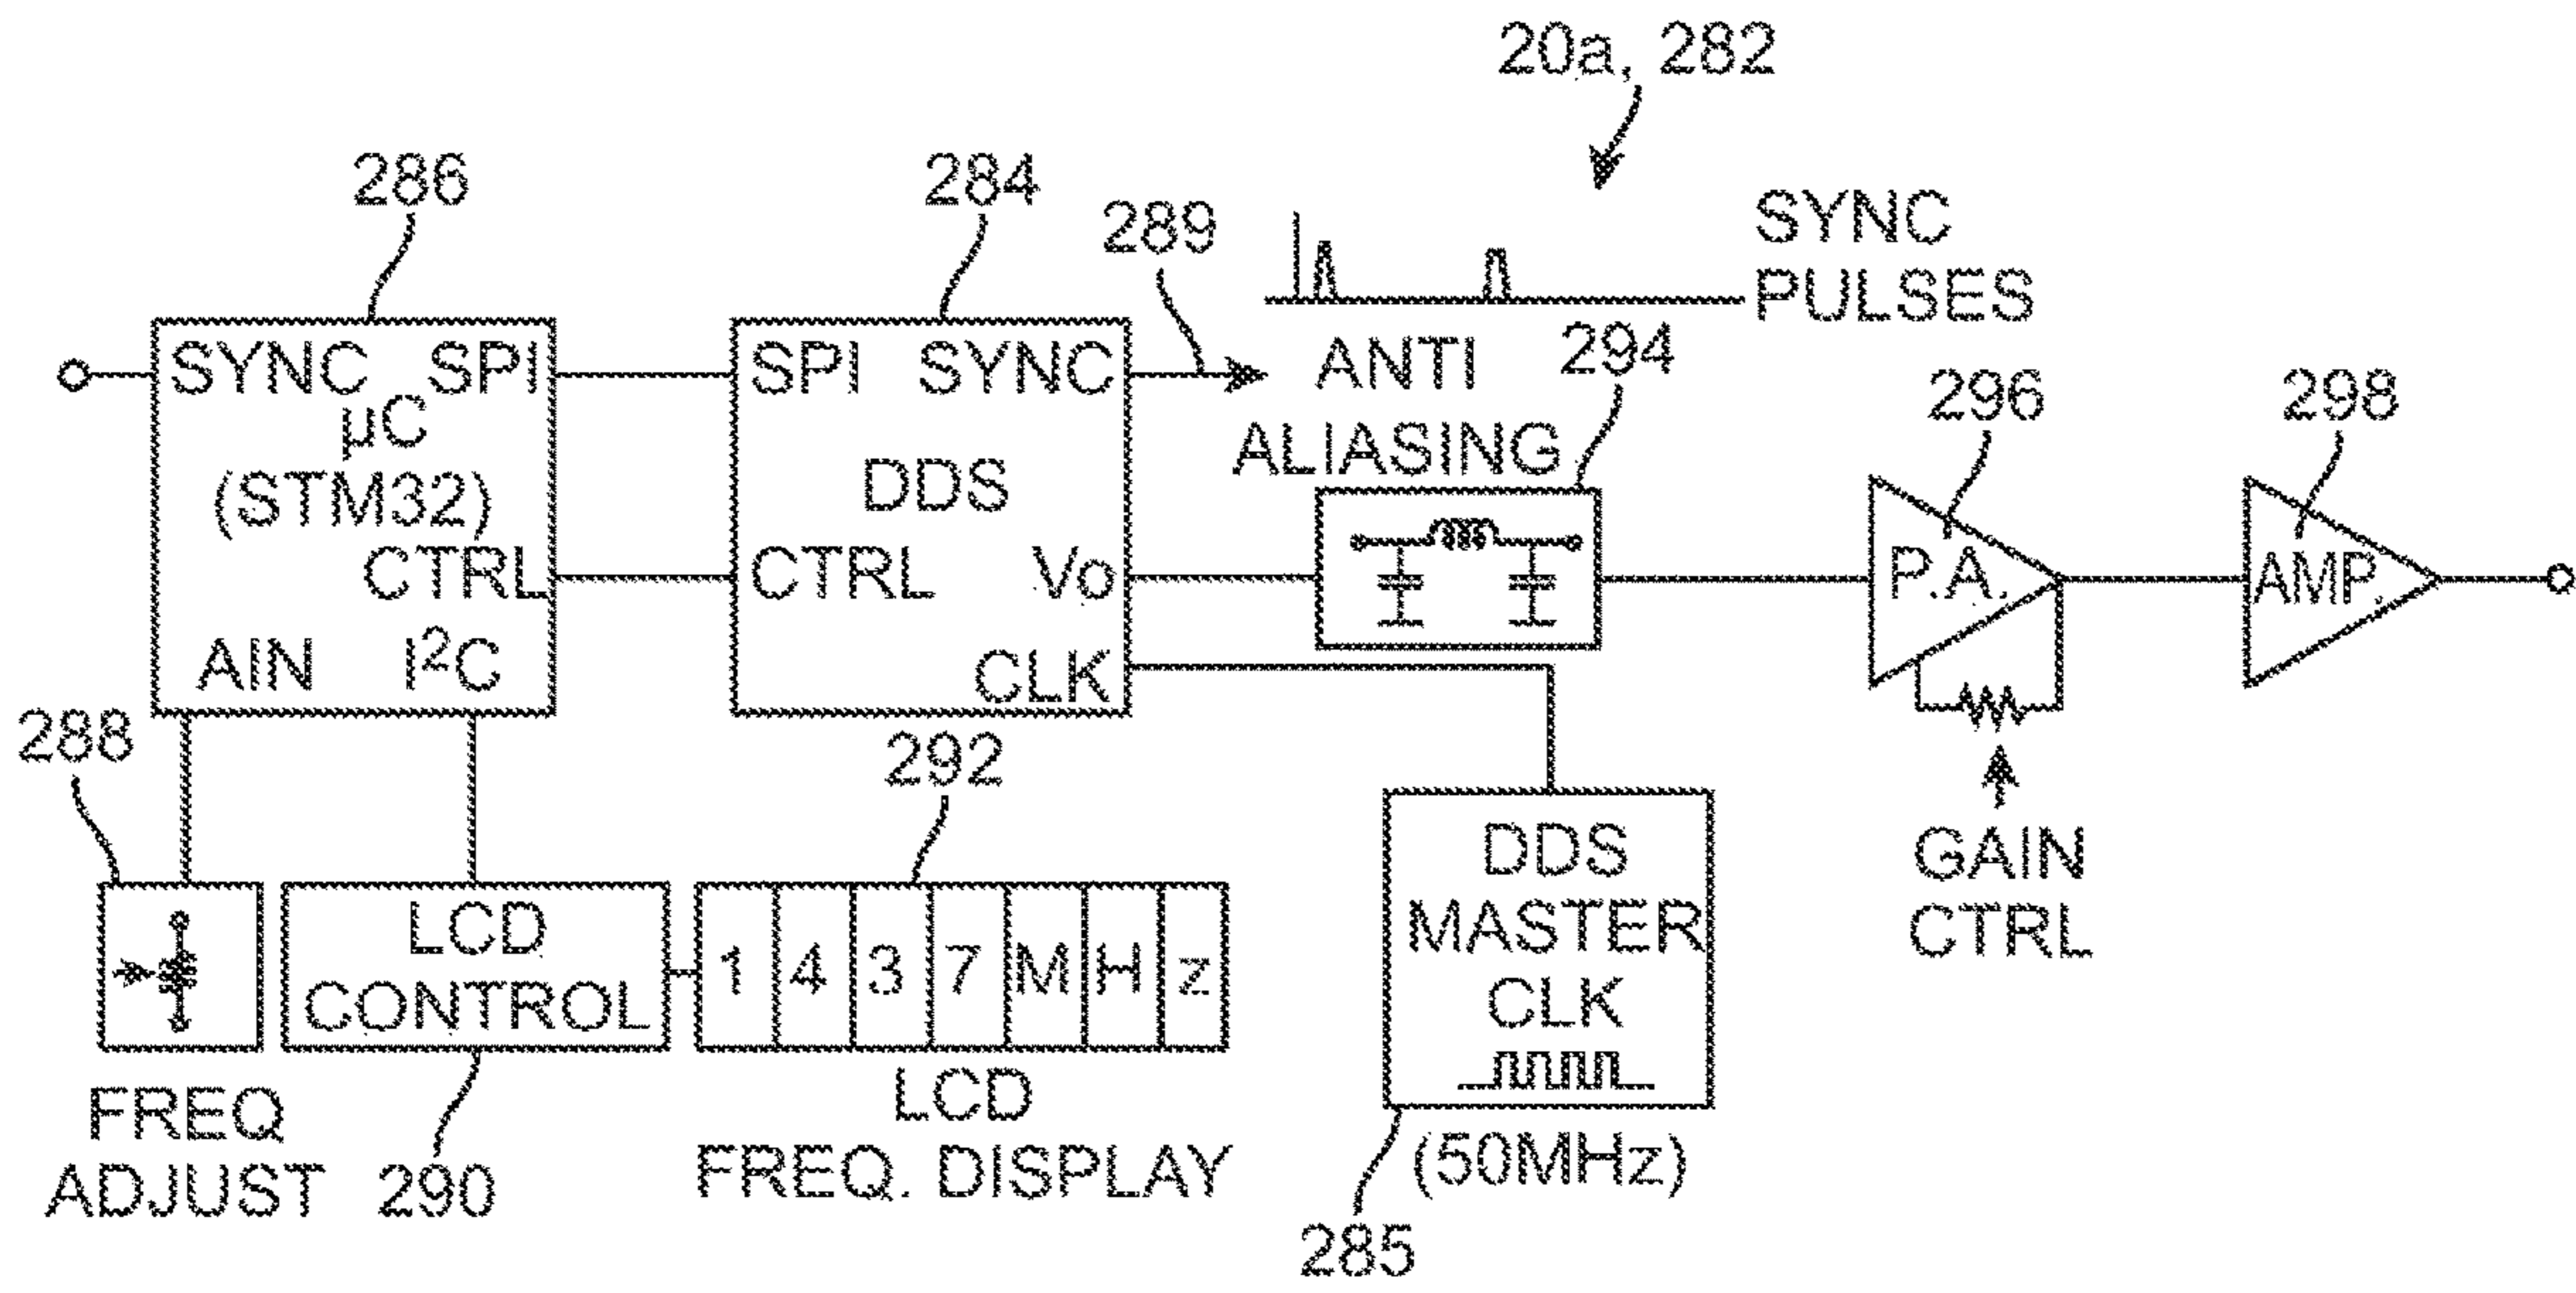 20a, 282
286
284
289
SYNC
PULSES
294
296
298
SYNC SPI
µC
(STM32)
CTRL
AIN I²C
SPI SYNC
DDS
CTRL Vo
CLK
ANTI
ALIASING
P.A.
AMP.
GAIN
CTRL
288
292
LCD
CONTROL
1 4 3 7 M H z
DDS
MASTER
CLK
FREQ
ADJUST
290
LCD
FREQ. DISPLAY
(50MHz)
285